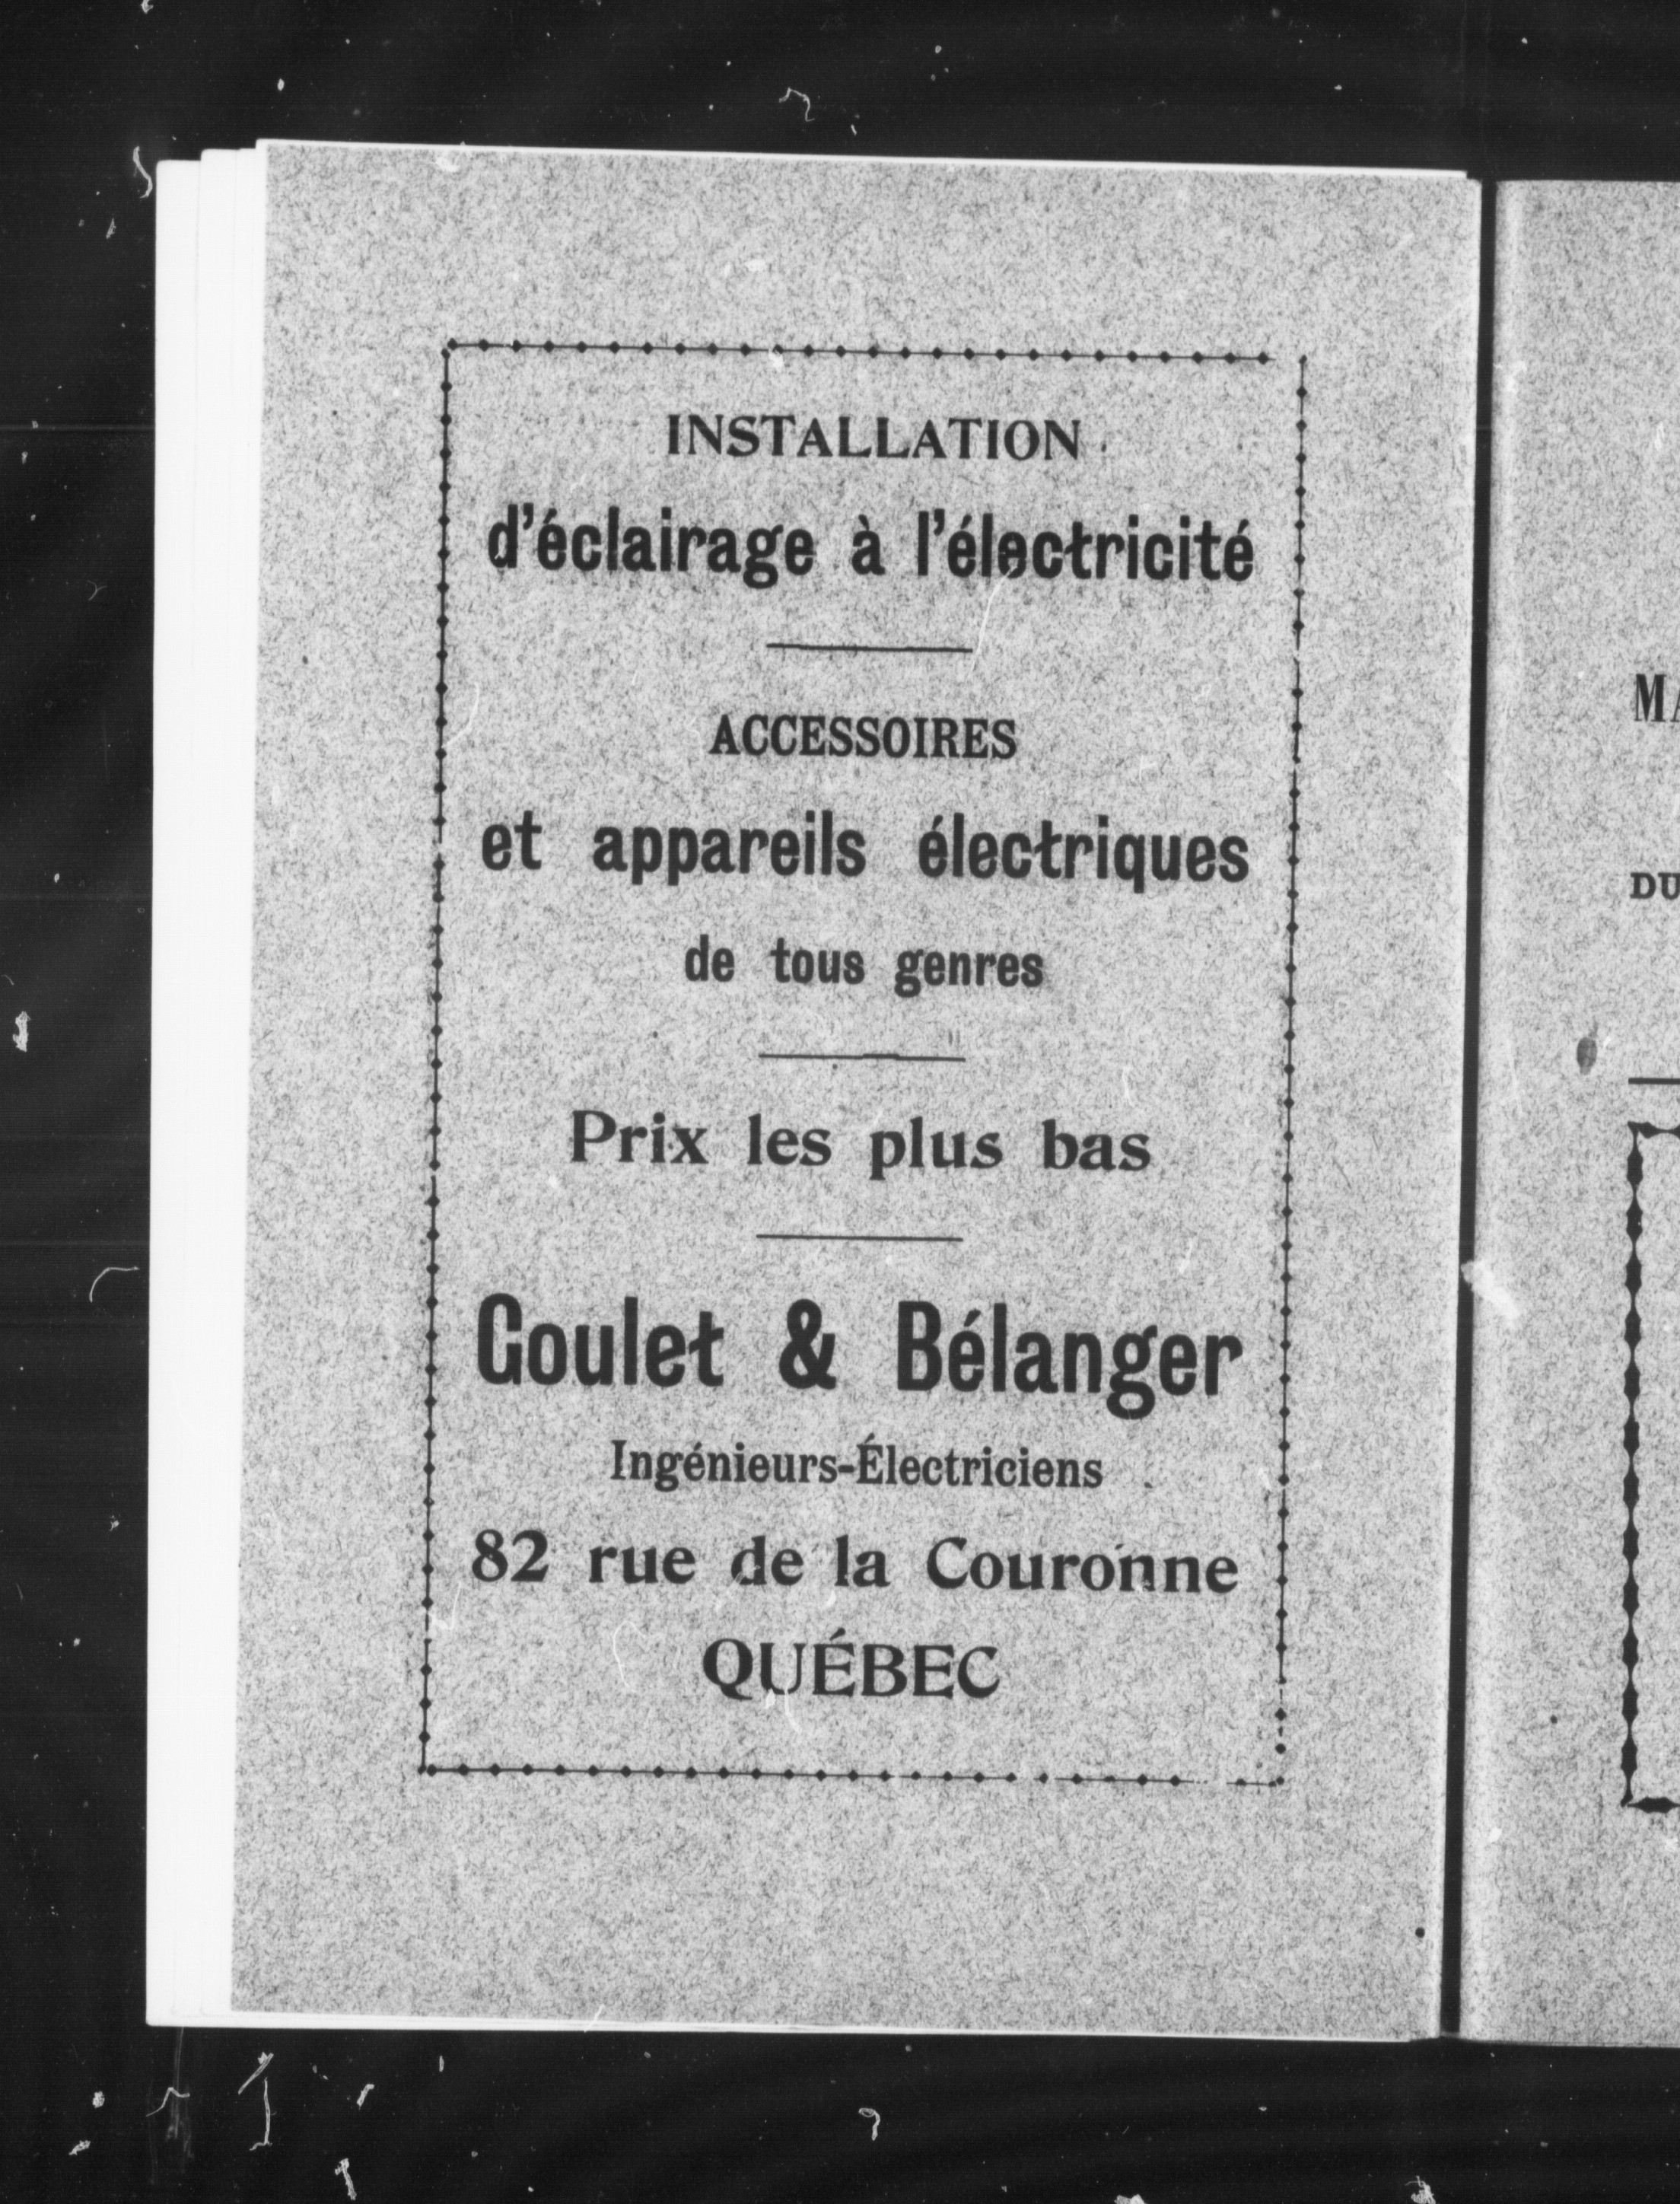 INSTALLATION
d'éclairage à l'électricité
ACCESSOIRES
et appareils électriques
de tous genres
Prix les plus bas
Goulet & Bélanger
Ingénieurs-Électriciens
82 rue de la Couronne
QUÉBEC
DU